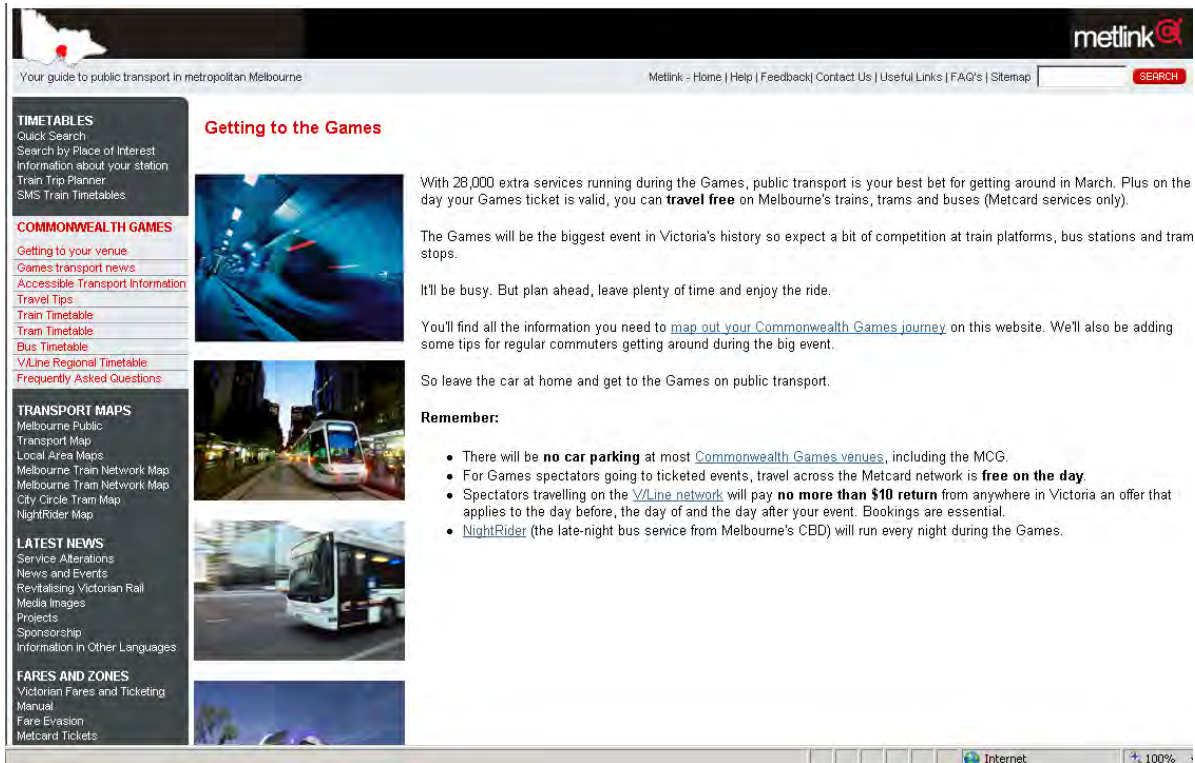 metlink
Your guide to public transport in metropolitan Melbourne
Metlink - Home | Help | Feedback| Contact Us | Useful Links | FAQ's | Sitemap
SEARCH
TIMETABLES
Quick Search
Search by Place of Interest
Information about your station
Train Trip Planner
SMS Train Timetables
COMMONWEALTH GAMES
Getting to your venue
Games transport news
Accessible Transport Information
Travel Tips
Train Timetable
Tram Timetable
Bus Timetable
V/Line Regional Timetable
Frequently Asked Questions
TRANSPORT MAPS
Melbourne Public
Transport Map
Local Area Maps
Melbourne Train Network Map
Melbourne Tram Network Map
City Circle Tram Map
NightRider Map
LATEST NEWS
Service Alterations
News and Events
Revitalising Victorian Rail
Media Images
Projects
Sponsorship
Information in Other Languages
FARES AND ZONES
Victorian Fares and Ticketing
Manual
Fare Evasion
Metcard Tickets
Getting to the Games
With 28,000 extra services running during the Games, public transport is your best bet for getting around in March. Plus on the
day your Games ticket is valid, you can travel free on Melbourne's trains, trams and buses (Metcard services only).
The Games will be the biggest event in Victoria's history so expect a bit of competition at train platforms, bus stations and tram
stops.
It'll be busy. But plan ahead, leave plenty of time and enjoy the ride.
You'll find all the information you need to map out your Commonwealth Games journey on this website. We'll also be adding
some tips for regular commuters getting around during the big event.
So leave the car at home and get to the Games on public transport.
Remember:
• There will be no car parking at most Commonwealth Games venues, including the MCG.
• For Games spectators going to ticketed events, travel across the Metcard network is free on the day.
• Spectators travelling on the V/Line network will pay no more than $10 return from anywhere in Victoria an offer that
applies to the day before, the day of and the day after your event. Bookings are essential.
• NightRider (the late-night bus service from Melbourne's CBD) will run every night during the Games.
Internet
100%